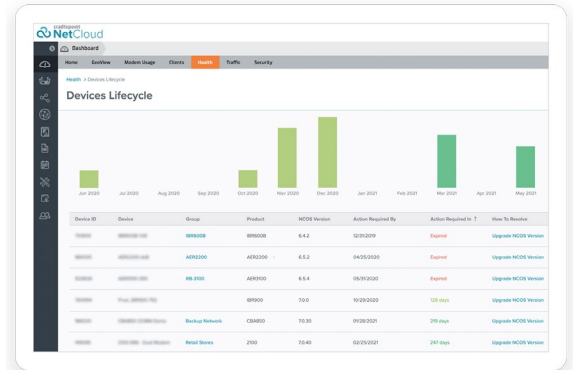 cradlepoint
NetCloud
Dashboard
Home EcoView Modem Usage Clients Health Traffic Security
Health > Devices Lifecycle
Devices Lifecycle
Jun 2020 Jul 2020 Aug 2020 Sep 2020 Oct 2020 Nov 2020 Dec 2020 Jan 2021 Feb 2021 Mar 2021 Apr 2021 May 2021
Device ID Device Group Product NCOS Version Action Required By Action Required In ↑ How To Resolve
IBR600B IBR600B 6.4.2 12/31/2019 Expired Upgrade NCOS Version
AER2200 AER2200 6.5.2 04/25/2020 Expired Upgrade NCOS Version
RB-3100 AER3100 6.5.4 05/31/2020 Expired Upgrade NCOS Version
IBR900 7.0.0 10/29/2020 128 days Upgrade NCOS Version
Backup Network CBA850 7.0.30 01/28/2021 219 days Upgrade NCOS Version
Retail Stores 2100 7.0.40 02/25/2021 247 days Upgrade NCOS Version